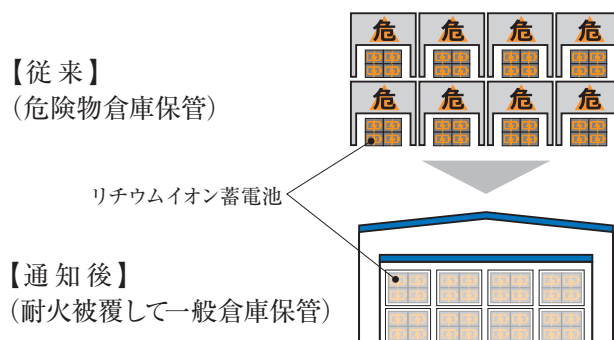 危 危 危 危
【従来】
（危険物倉庫保管）
危 危 危 危
リチウムイオン蓄電池
【通知後】
（耐火被覆して一般倉庫保管）